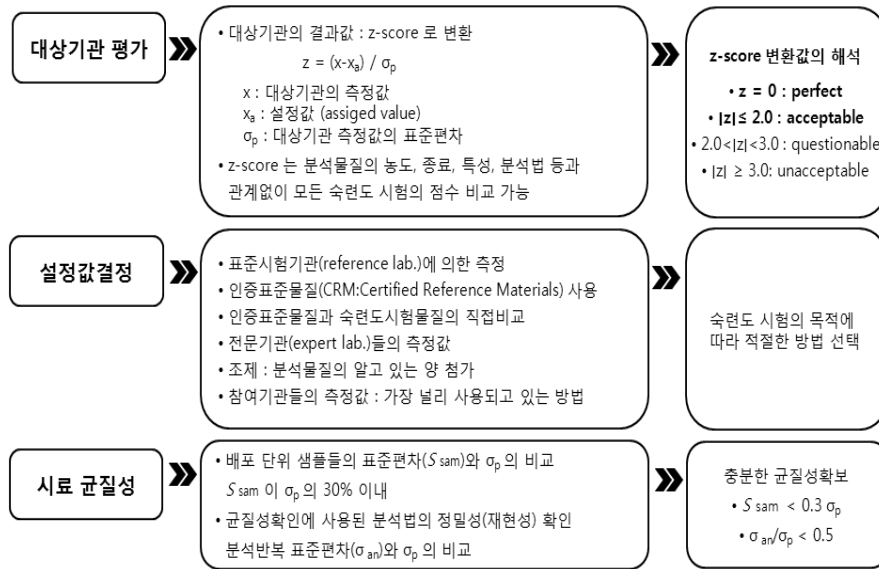 대상기관 평가
• 대상기관의 결과값 : z-score 로 변환
z = (x-xₐ) / σₚ
x : 대상기관의 측정값
xₐ : 설정값 (assiged value)
σₚ : 대상기관 측정값의 표준편차
• z-score 는 분석물질의 농도, 종료, 특성, 분석법 등과
관계없이 모든 숙련도 시험의 점수 비교 가능
z-score 변환값의 해석
• z = 0 : perfect
• |z|≤ 2.0 : acceptable
• 2.0<|z|<3.0 : questionable
• |z| ≥ 3.0: unacceptable
설정값결정
• 표준시험기관(reference lab.)에 의한 측정
• 인증표준물질(CRM:Certified Reference Materials) 사용
• 인증표준물질과 숙련도시험물질의 직접비교
• 전문기관(expert lab.)들의 측정값
• 조제 : 분석물질의 알고 있는 양 첨가
• 참여기관들의 측정값 : 가장 널리 사용되고 있는 방법
숙련도 시험의 목적에
따라 적절한 방법 선택
시료 균질성
• 배포 단위 샘플들의 표준편차(S sam)와 σₚ 의 비교
S sam 이 σₚ 의 30% 이내
• 균질성확인에 사용된 분석법의 정밀성(재현성) 확인
분석반복 표준편차(σ an)와 σₚ 의 비교
충분한 균질성확보
• S sam < 0.3 σₚ
• σ an/σₚ < 0.5